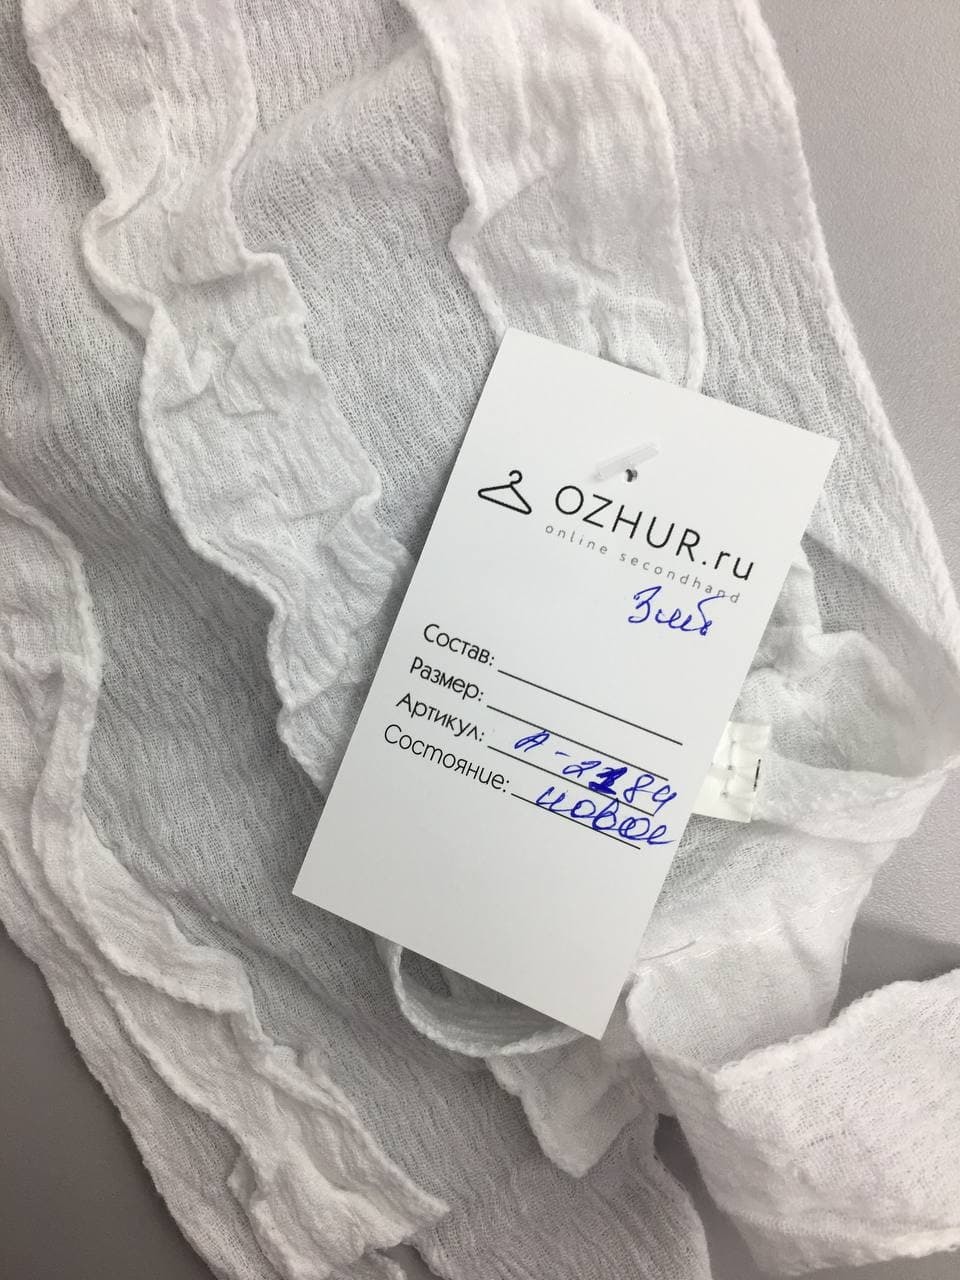 OZHUR.ru
online secondhand
Состав:
Размер:
Артикул: А-2184
Состояние: новое